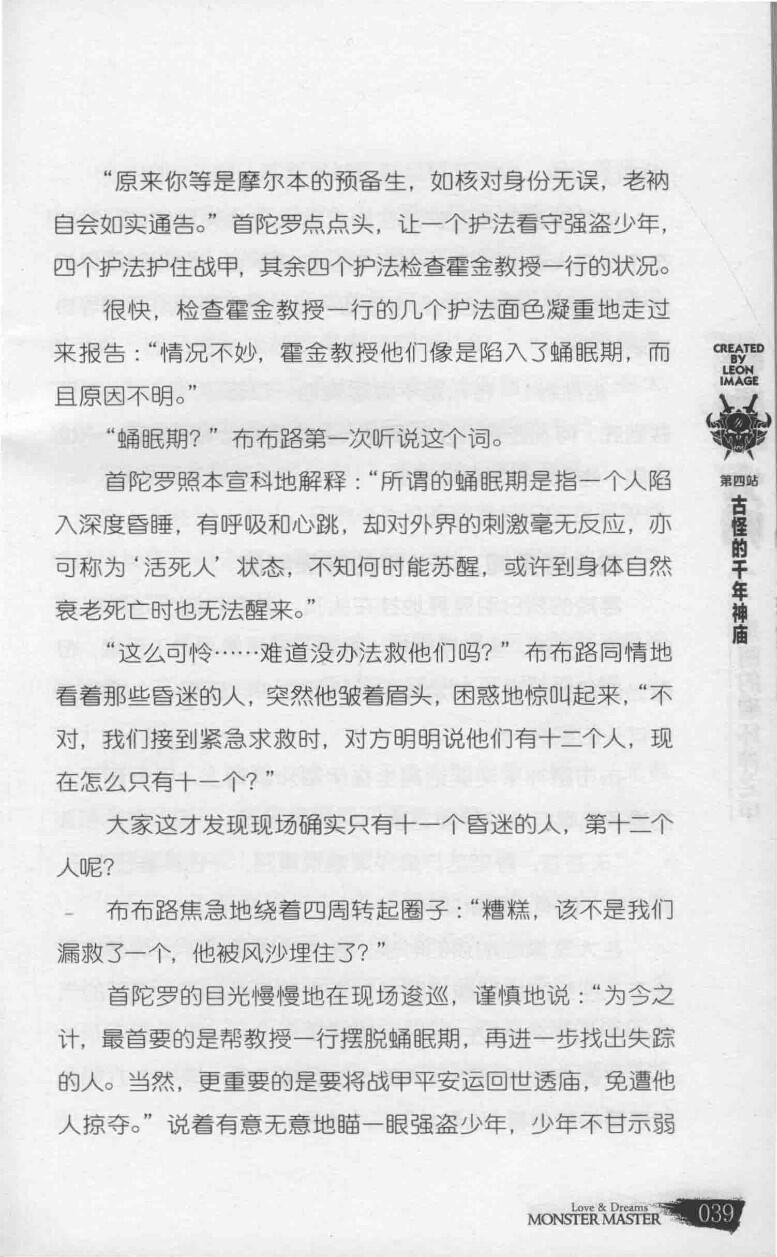 “原来你等是摩尔本的预备生，如核对身份无误，老衲
自会如实通告。”首陀罗点点头，让一个护法看守强盗少年，
四个护法护住战甲，其余四个护法检查霍金教授一行的状况。
很快，检查霍金教授一行的几个护法面色凝重地走过
来报告：“情况不妙，霍金教授他们像是陷入了蛹眠期，而
且原因不明。”
“蛹眠期？”布布路第一次听说这个词。
首陀罗照本宣科地解释：“所谓的蛹眠期是指一个人陷
入深度昏睡，有呼吸和心跳，却对外界的刺激毫无反应，亦
可称为‘活死人’状态，不知何时能苏醒，或许到身体自然
衰老死亡时也无法醒来。”
“这么可怜……难道没办法救他们吗？”布布路同情地
看着那些昏迷的人，突然他皱着眉头，困惑地惊叫起来，“不
对，我们接到紧急求救时，对方明明说他们有十二个人，现
在怎么只有十一个？”
大家这才发现现场确实只有十一个昏迷的人，第十二个
人呢？
布布路焦急地绕着四周转起圈子：“糟糕，该不是我们
漏救了一个，他被风沙埋住了？”
首陀罗的目光慢慢地在现场逡巡，谨慎地说：“为今之
计，最首要的是帮教授一行摆脱蛹眠期，再进一步找出失踪
的人。当然，更重要的是要将战甲平安运回世透庙，免遭他
人掠夺。”说着有意无意地瞄一眼强盗少年，少年不甘示弱
CREATED
BY
LEON
IMAGE
第四站
古怪的千年神庙
Love & Dreams
MONSTER MASTER
039